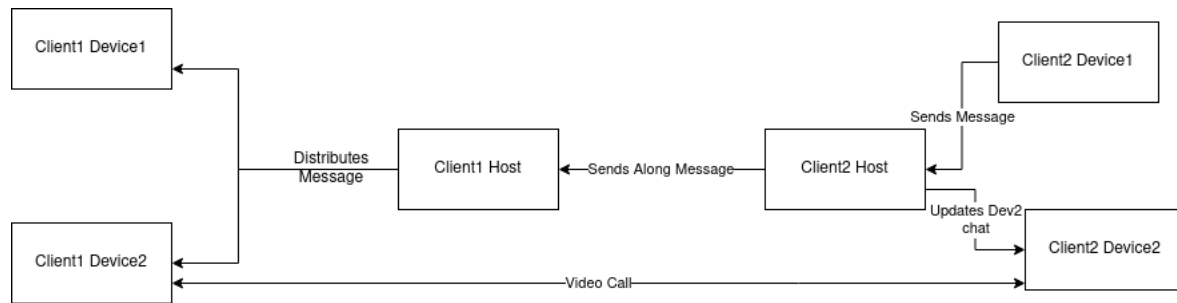 Client1 Device1
Client2 Device1
Sends Message
Distributes
Message
Client1 Host
Sends Along Message
Client2 Host
Updates Dev2
chat
Client1 Device2
Client2 Device2
Video Call